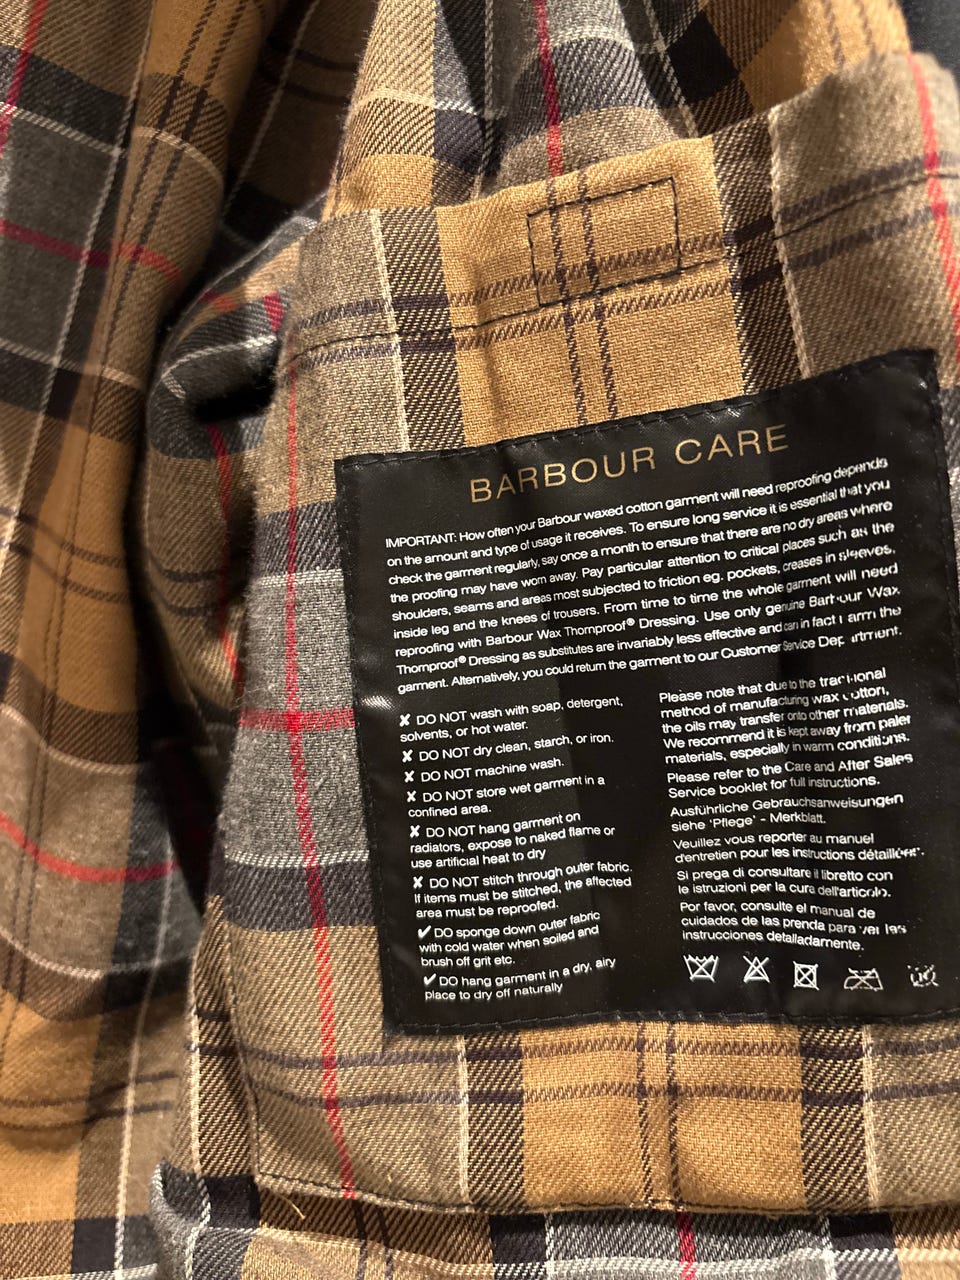 BARBOUR CARE
IMPORTANT: How often your Barbour waxed cotton garment will need reproofing depends
on the amount and type of usage it receives. To ensure long service it is essential that you
check the garment regularly, say once a month to ensure that there are no dry areas where
the proofing may have worn away. Pay particular attention to critical places such as the
shoulders, seams and areas most subjected to friction eg. pockets, creases in sleeves,
inside leg and the knees of trousers. From time to time the whole garment will need
reproofing with Barbour Wax Thornproof® Dressing. Use only genuine Barbour Wax
Thornproof® Dressing as substitutes are invariably less effective and can in fact harm the
garment. Alternatively, you could return the garment to our Customer Service Department.
✘ DO NOT wash with soap, detergent,
solvents, or hot water.
✘ DO NOT dry clean, starch, or iron.
✘ DO NOT machine wash.
✘ DO NOT store wet garment in a
confined area.
✘ DO NOT hang garment on
radiators, expose to naked flame or
use artificial heat to dry
✘ DO NOT stitch through outer fabric.
If items must be stitched, the affected
area must be reproofed.
✔ DO sponge down outer fabric
with cold water when soiled and
brush off grit etc.
✔ DO hang garment in a dry, airy
place to dry off naturally
Please note that due to the traditional
method of manufacturing wax cotton,
the oils may transfer onto other materials.
We recommend it is kept away from paler
materials, especially in warm conditions.
Please refer to the Care and After Sales
Service booklet for full instructions.
Ausführliche Gebrauchsanweisungen
siehe 'Pflege' - Merkblatt.
Veuillez vous reporter au manuel
d'entretien pour les instructions détaillées.
Si prega di consultare il libretto con
le istruzioni per la cura dell'articolo.
Por favor, consulte el manual de
cuidados de las prenda para ver las
instrucciones detalladamente.